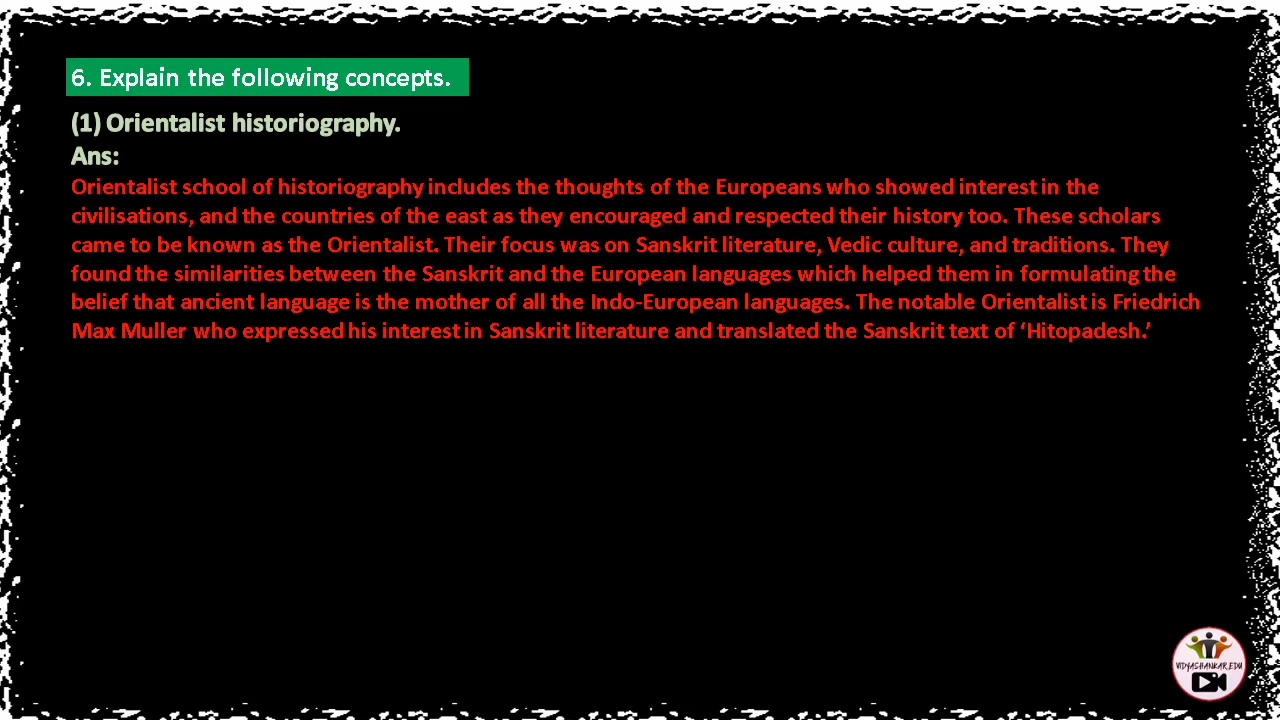 6. Explain the following concepts.
(1) Orientalist historiography.
Ans:
Orientalist school of historiography includes the thoughts of the Europeans who showed interest in the
civilisations, and the countries of the east as they encouraged and respected their history too. These scholars
came to be known as the Orientalist. Their focus was on Sanskrit literature, Vedic culture, and traditions. They
found the similarities between the Sanskrit and the European languages which helped them in formulating the
belief that ancient language is the mother of all the Indo-European languages. The notable Orientalist is Friedrich
Max Muller who expressed his interest in Sanskrit literature and translated the Sanskrit text of ‘Hitopadesh.’
VIDYASHANKAR.EDU